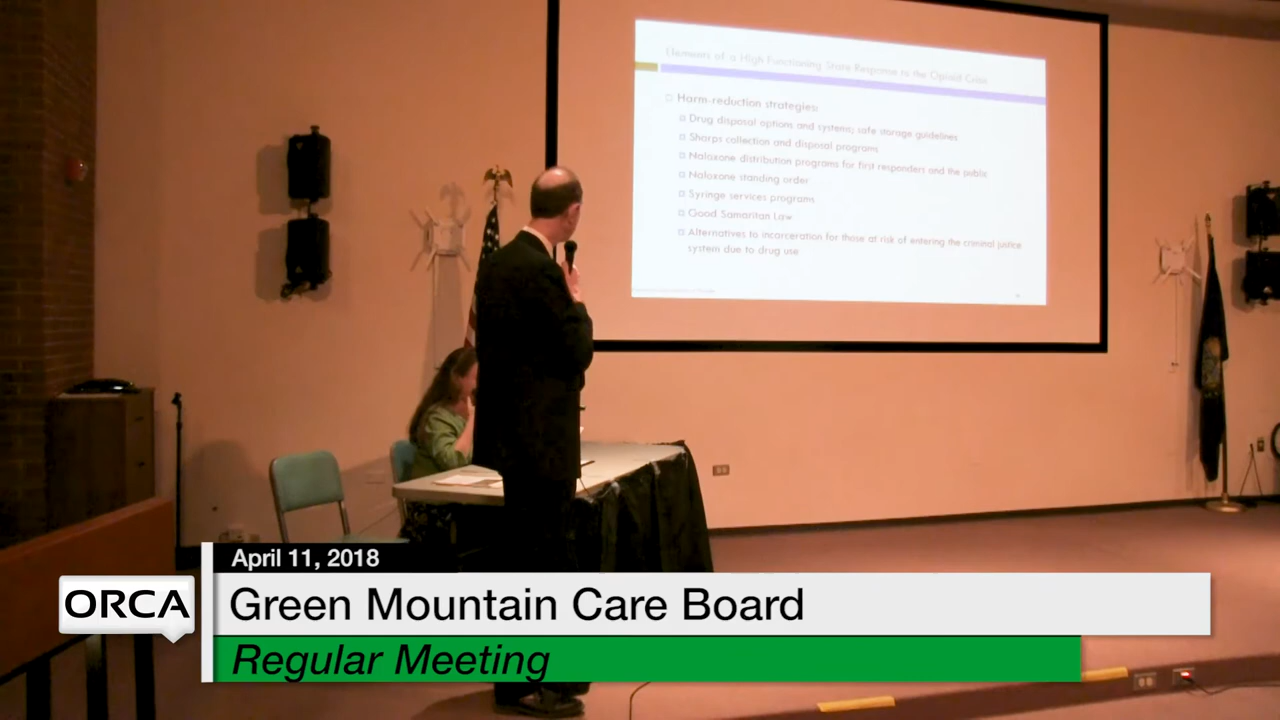 Elements of a High Functioning State Response to the Opioid Crisis
Harm-reduction strategies:
Drug disposal options and systems; safe storage guidelines
Sharps collection and disposal programs
Naloxone distribution programs for first responders and the public
Naloxone standing order
Syringe services programs
Good Samaritan Law
Alternatives to incarceration for those at risk of entering the criminal justice
system due to drug use
April 11, 2018
ORCA
Green Mountain Care Board
Regular Meeting